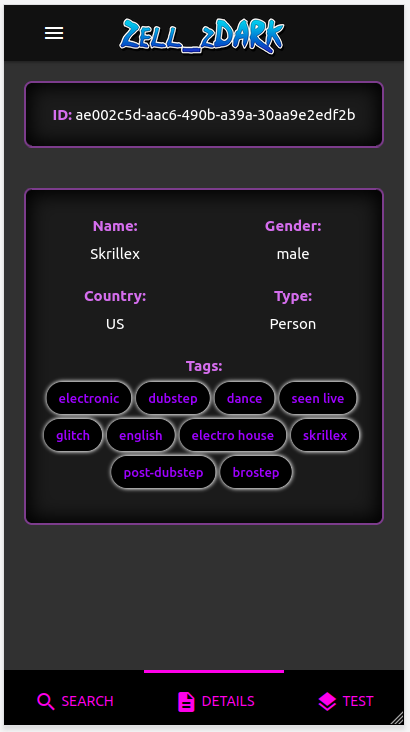 ZELL_zDARK
ID: ae002c5d-aac6-490b-a39a-30aa9e2edf2b
Name: Gender:
Skrillex male
Country: Type:
US Person
Tags:
electronic dubstep dance seen live
glitch english electro house skrillex
post-dubstep brostep
SEARCH DETAILS TEST